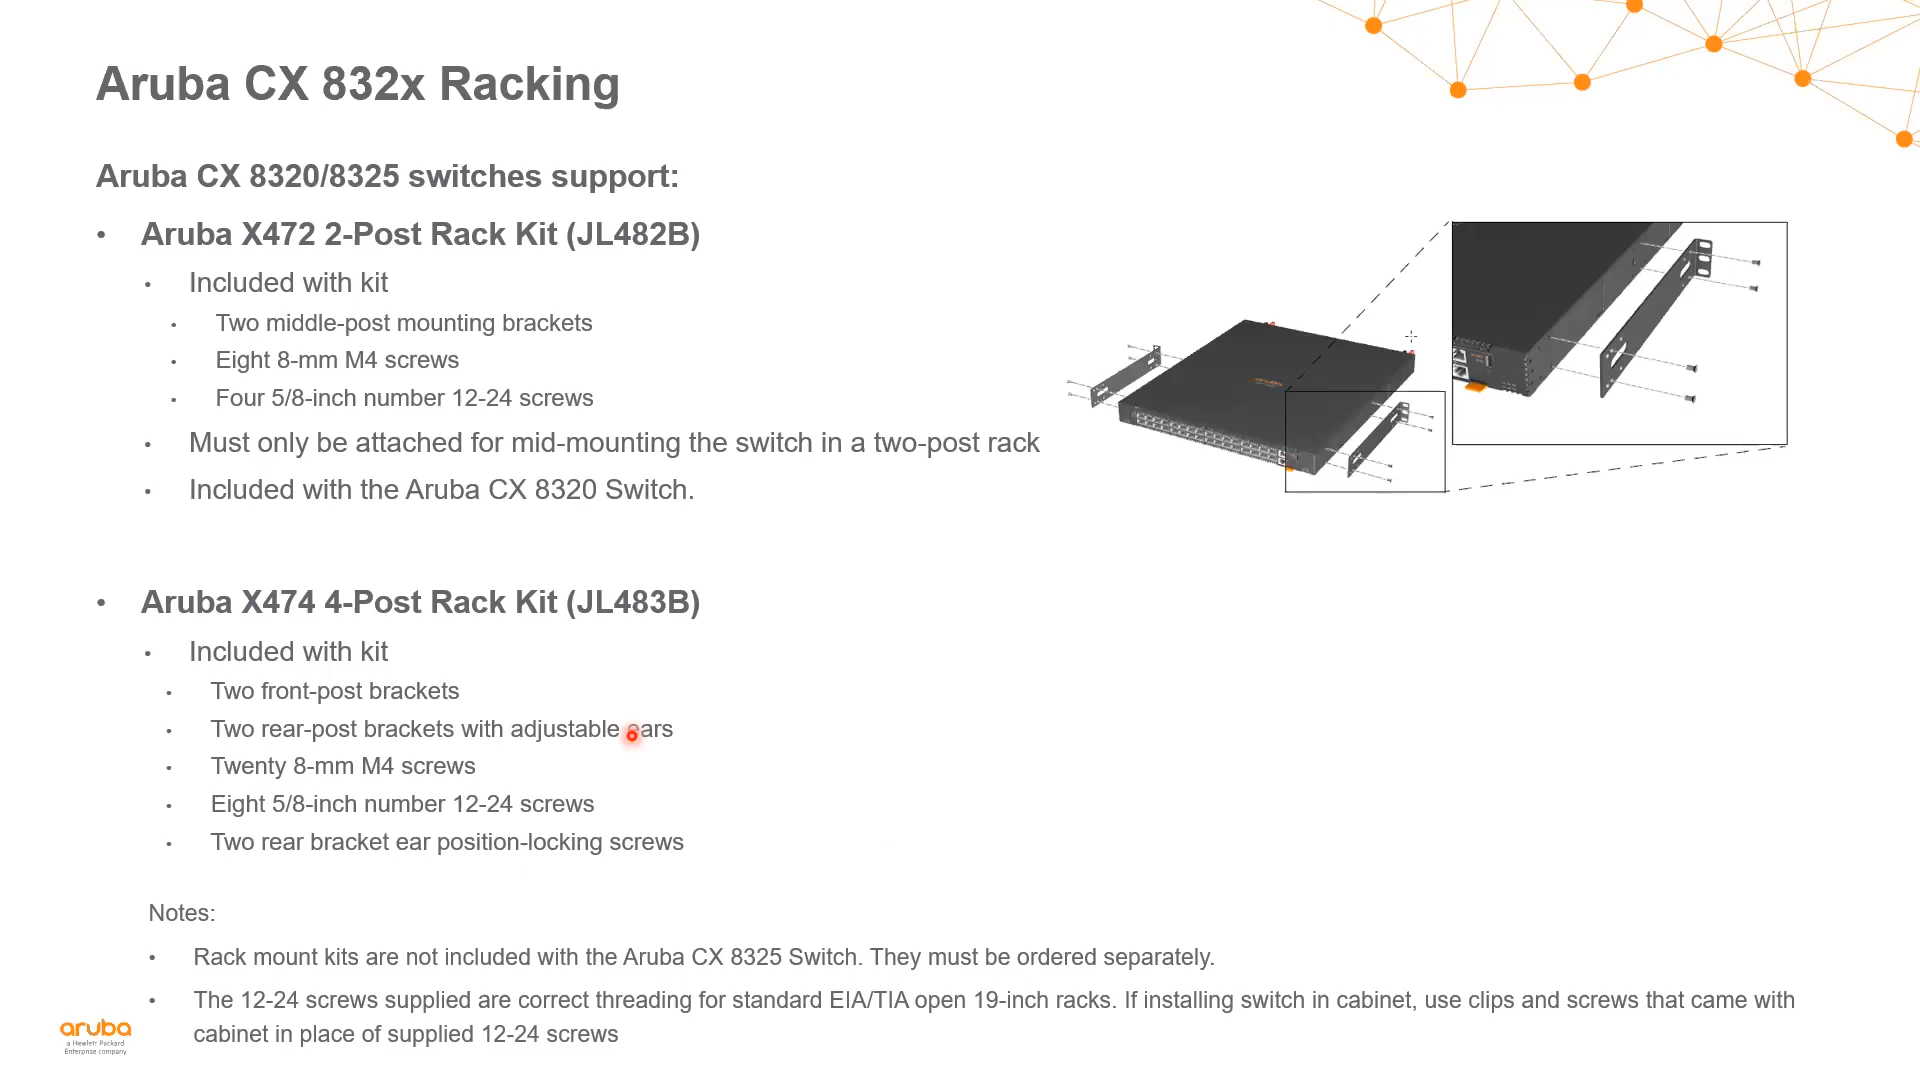 Aruba CX 832x Racking
Aruba CX 8320/8325 switches support:
• Aruba X472 2-Post Rack Kit (JL482B)
• Included with kit
• Two middle-post mounting brackets
• Eight 8-mm M4 screws
• Four 5/8-inch number 12-24 screws
• Must only be attached for mid-mounting the switch in a two-post rack
• Included with the Aruba CX 8320 Switch.
aruba
• Aruba X474 4-Post Rack Kit (JL483B)
• Included with kit
• Two front-post brackets
• Two rear-post brackets with adjustable ears
• Twenty 8-mm M4 screws
• Eight 5/8-inch number 12-24 screws
• Two rear bracket ear position-locking screws
Notes:
• Rack mount kits are not included with the Aruba CX 8325 Switch. They must be ordered separately.
• The 12-24 screws supplied are correct threading for standard EIA/TIA open 19-inch racks. If installing switch in cabinet, use clips and screws that came with
cabinet in place of supplied 12-24 screws
aruba
a Hewlett Packard
Enterprise company